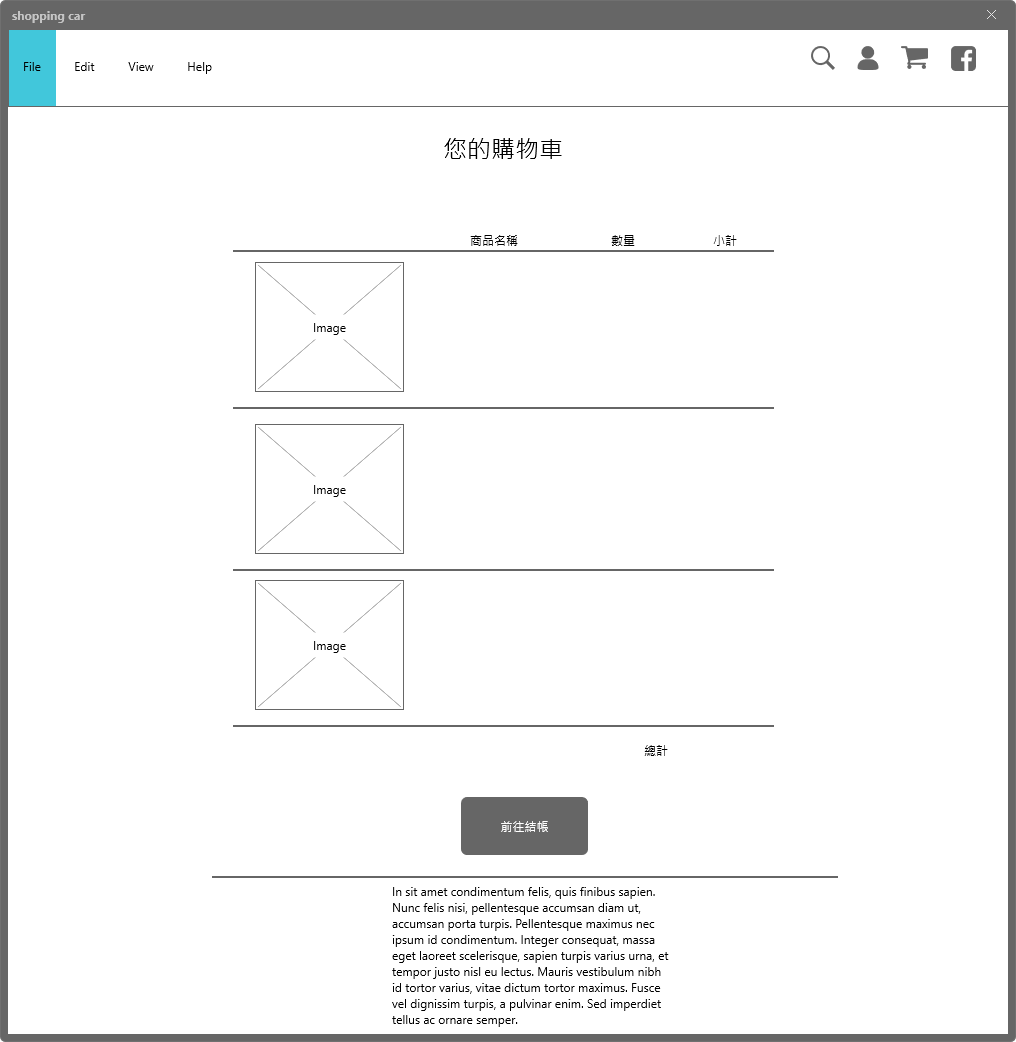 shopping car
File Edit View Help
您的購物車
商品名稱 數量 小計
Image
Image
Image
總計
前往結帳
In sit amet condimentum felis, quis finibus sapien.
Nunc felis nisi, pellentesque accumsan diam ut,
accumsan porta turpis. Pellentesque maximus nec
ipsum id condimentum. Integer consequat, massa
eget laoreet scelerisque, sapien turpis varius urna, et
tempor justo nisl eu lectus. Mauris vestibulum nibh
id tortor varius, vitae dictum tortor maximus. Fusce
vel dignissim turpis, a pulvinar enim. Sed imperdiet
tellus ac ornare semper.